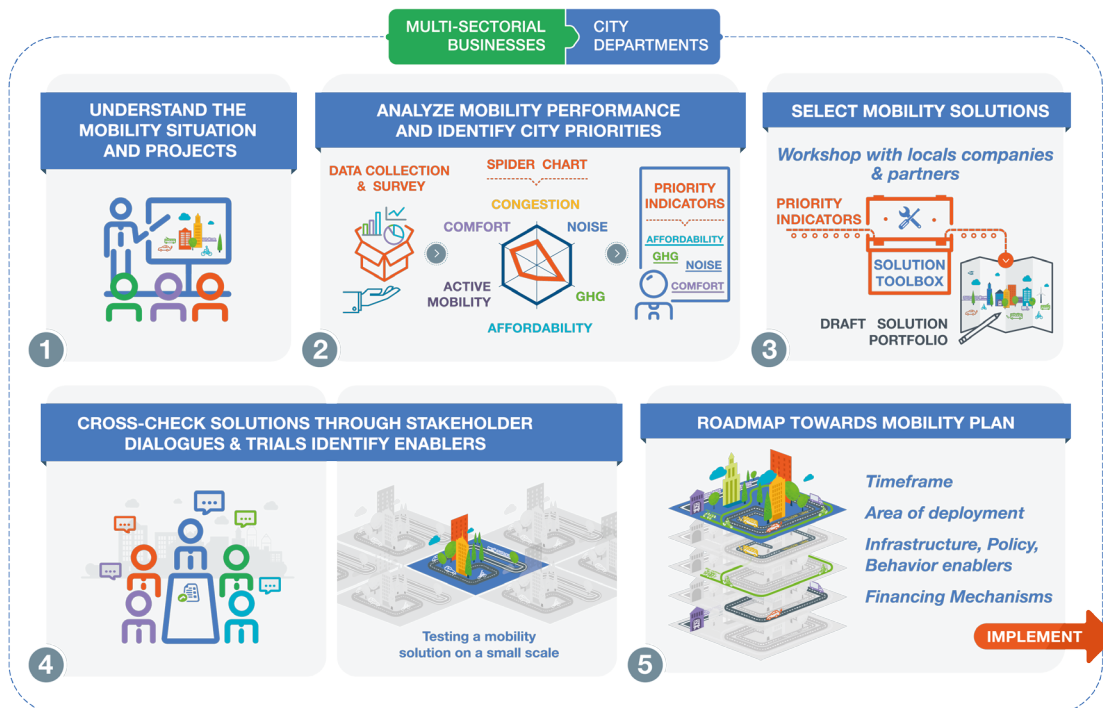 MULTI-SECTORIAL
BUSINESSES
CITY
DEPARTMENTS
UNDERSTAND THE
MOBILITY SITUATION
AND PROJECTS
1
ANALYZE MOBILITY PERFORMANCE
AND IDENTIFY CITY PRIORITIES
DATA COLLECTION
& SURVEY
SPIDER CHART
CONGESTION
COMFORT
NOISE
ACTIVE
MOBILITY
GHG
AFFORDABILITY
PRIORITY
INDICATORS
AFFORDABILITY
GHG
NOISE
COMFORT
2
SELECT MOBILITY SOLUTIONS
Workshop with locals companies
& partners
PRIORITY
INDICATORS
SOLUTION
TOOLBOX
DRAFT SOLUTION
PORTFOLIO
3
CROSS-CHECK SOLUTIONS THROUGH STAKEHOLDER
DIALOGUES & TRIALS IDENTIFY ENABLERS
Testing a mobility
solution on a small scale
4
ROADMAP TOWARDS MOBILITY PLAN
Timeframe
Area of deployment
Infrastructure, Policy,
Behavior enablers
Financing Mechanisms
IMPLEMENT
5